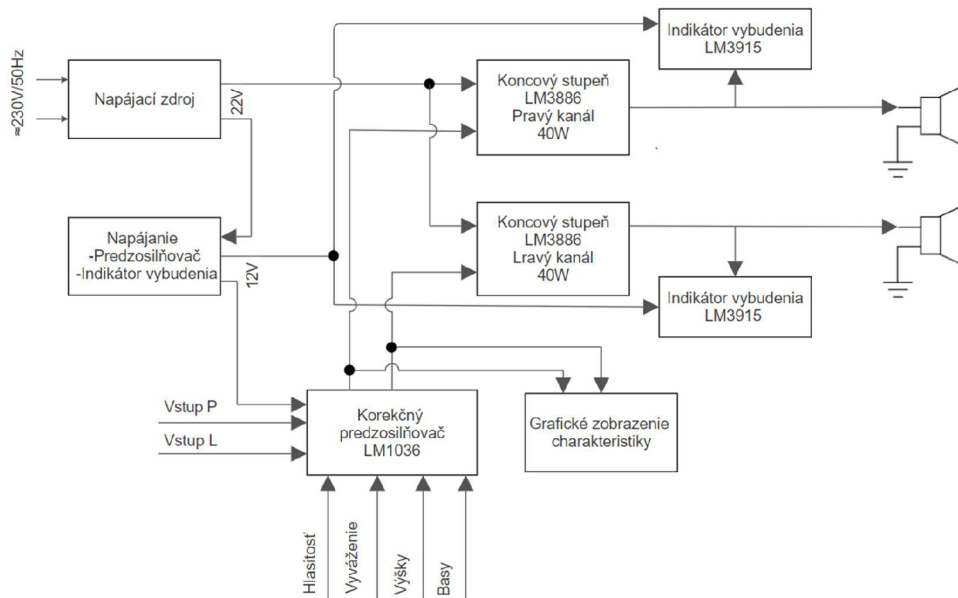 ≈230V/50Hz
Napájací zdroj
22V
Koncový stupeň
LM3886
Pravý kanál
40W
Indikátor vybudenia
LM3915
Napájanie
-Predzosilňovač
-Indikátor vybudenia
12V
Koncový stupeň
LM3886
Lravý kanál
40W
Indikátor vybudenia
LM3915
Vstup P
Vstup L
Korekčný
predzosilňovač
LM1036
Grafické zobrazenie
charakteristiky
Hlasitosť
Vyváženie
Výšky
Basy